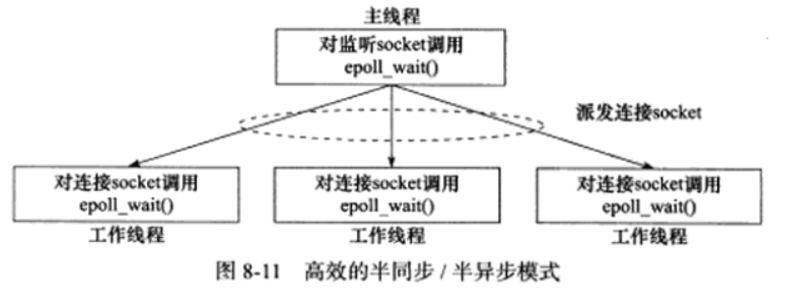 主线程
对监听socket调用
epoll_wait()
派发连接socket
对连接socket调用
epoll_wait()
工作线程
对连接socket调用
epoll_wait()
工作线程
对连接socket调用
epoll_wait()
工作线程
图 8-11 高效的半同步 / 半异步模式